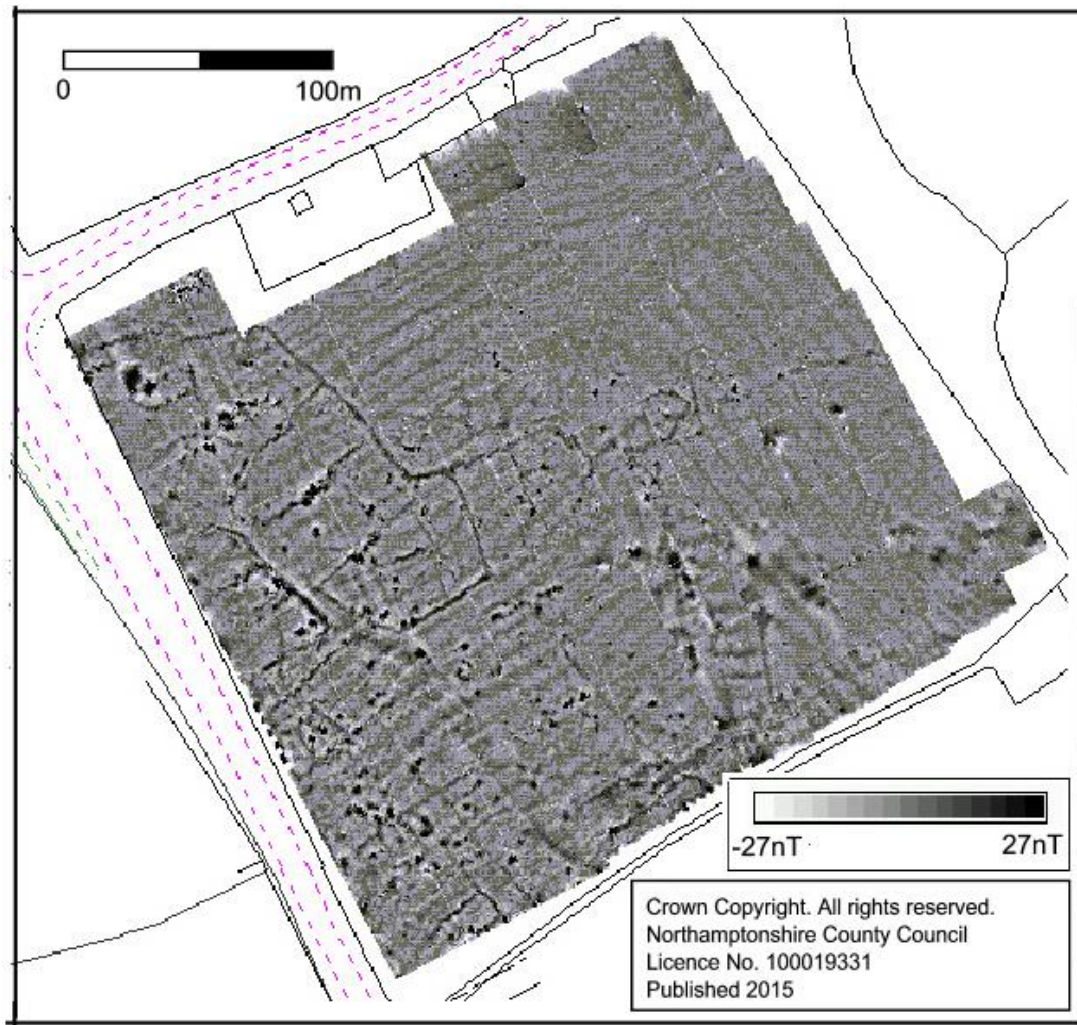 0 100m
-27nT 27nT
Crown Copyright. All rights reserved.
Northamptonshire County Council
Licence No. 100019331
Published 2015